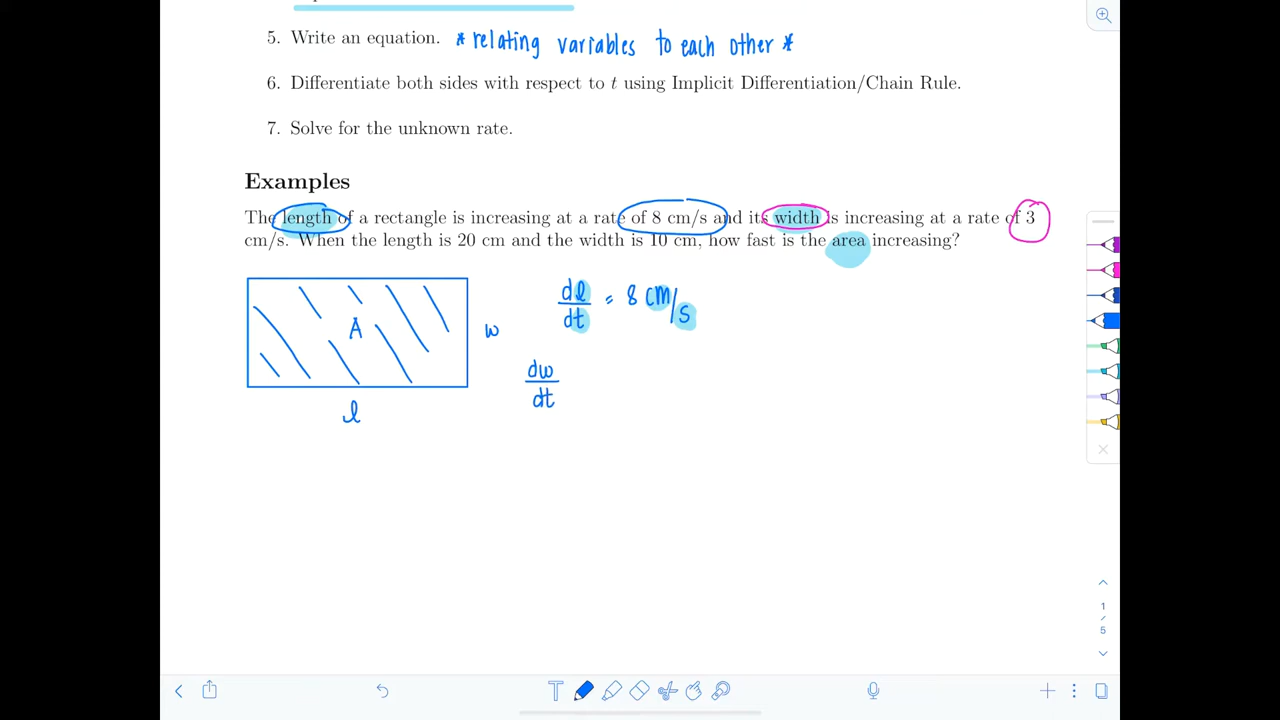 5. Write an equation. * relating variables to each other *
6. Differentiate both sides with respect to t using Implicit Differentiation/Chain Rule.
7. Solve for the unknown rate.
Examples
The length of a rectangle is increasing at a rate of 8 cm/s and its width is increasing at a rate of 3
cm/s. When the length is 20 cm and the width is 10 cm, how fast is the area increasing?
A
w
l
dl/dt = 8 cm/s
dw/dt
T
1
/
5